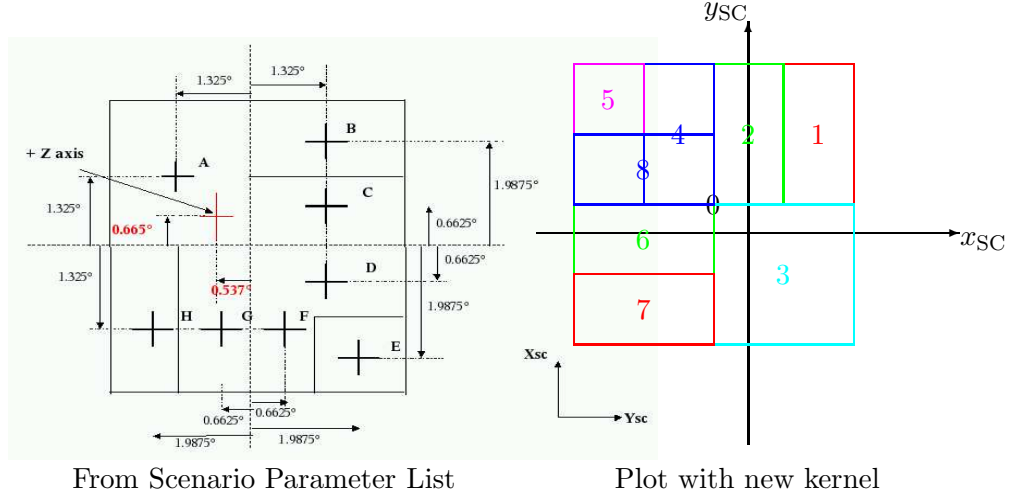 y_SC
1.325°
1.325°
B
+ Z axis
A
C
1.9875°
1.325°
0.665°
0.6625°
0.6625°
D
1.325°
0.537°
1.9875°
H
G
F
E
0.6625°
0.6625°
1.9875°
1.9875°
Xsc
Ysc
5
4
2
1
8
0
6
x_SC
3
7
From Scenario Parameter List
Plot with new kernel